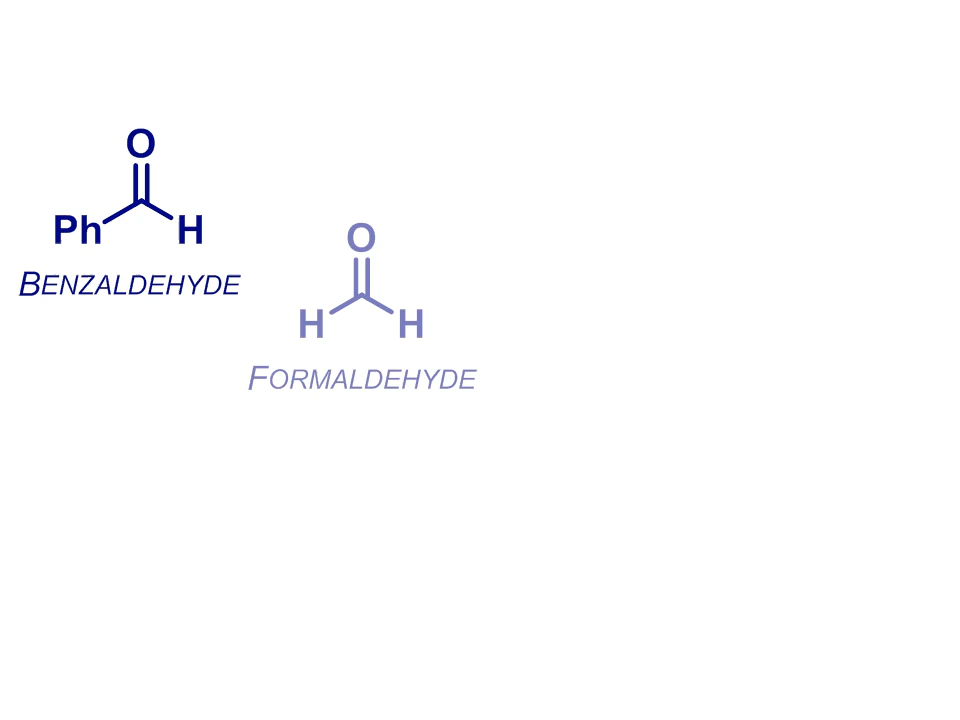 O
Ph H
BENZALDEHYDE
O
H H
FORMALDEHYDE